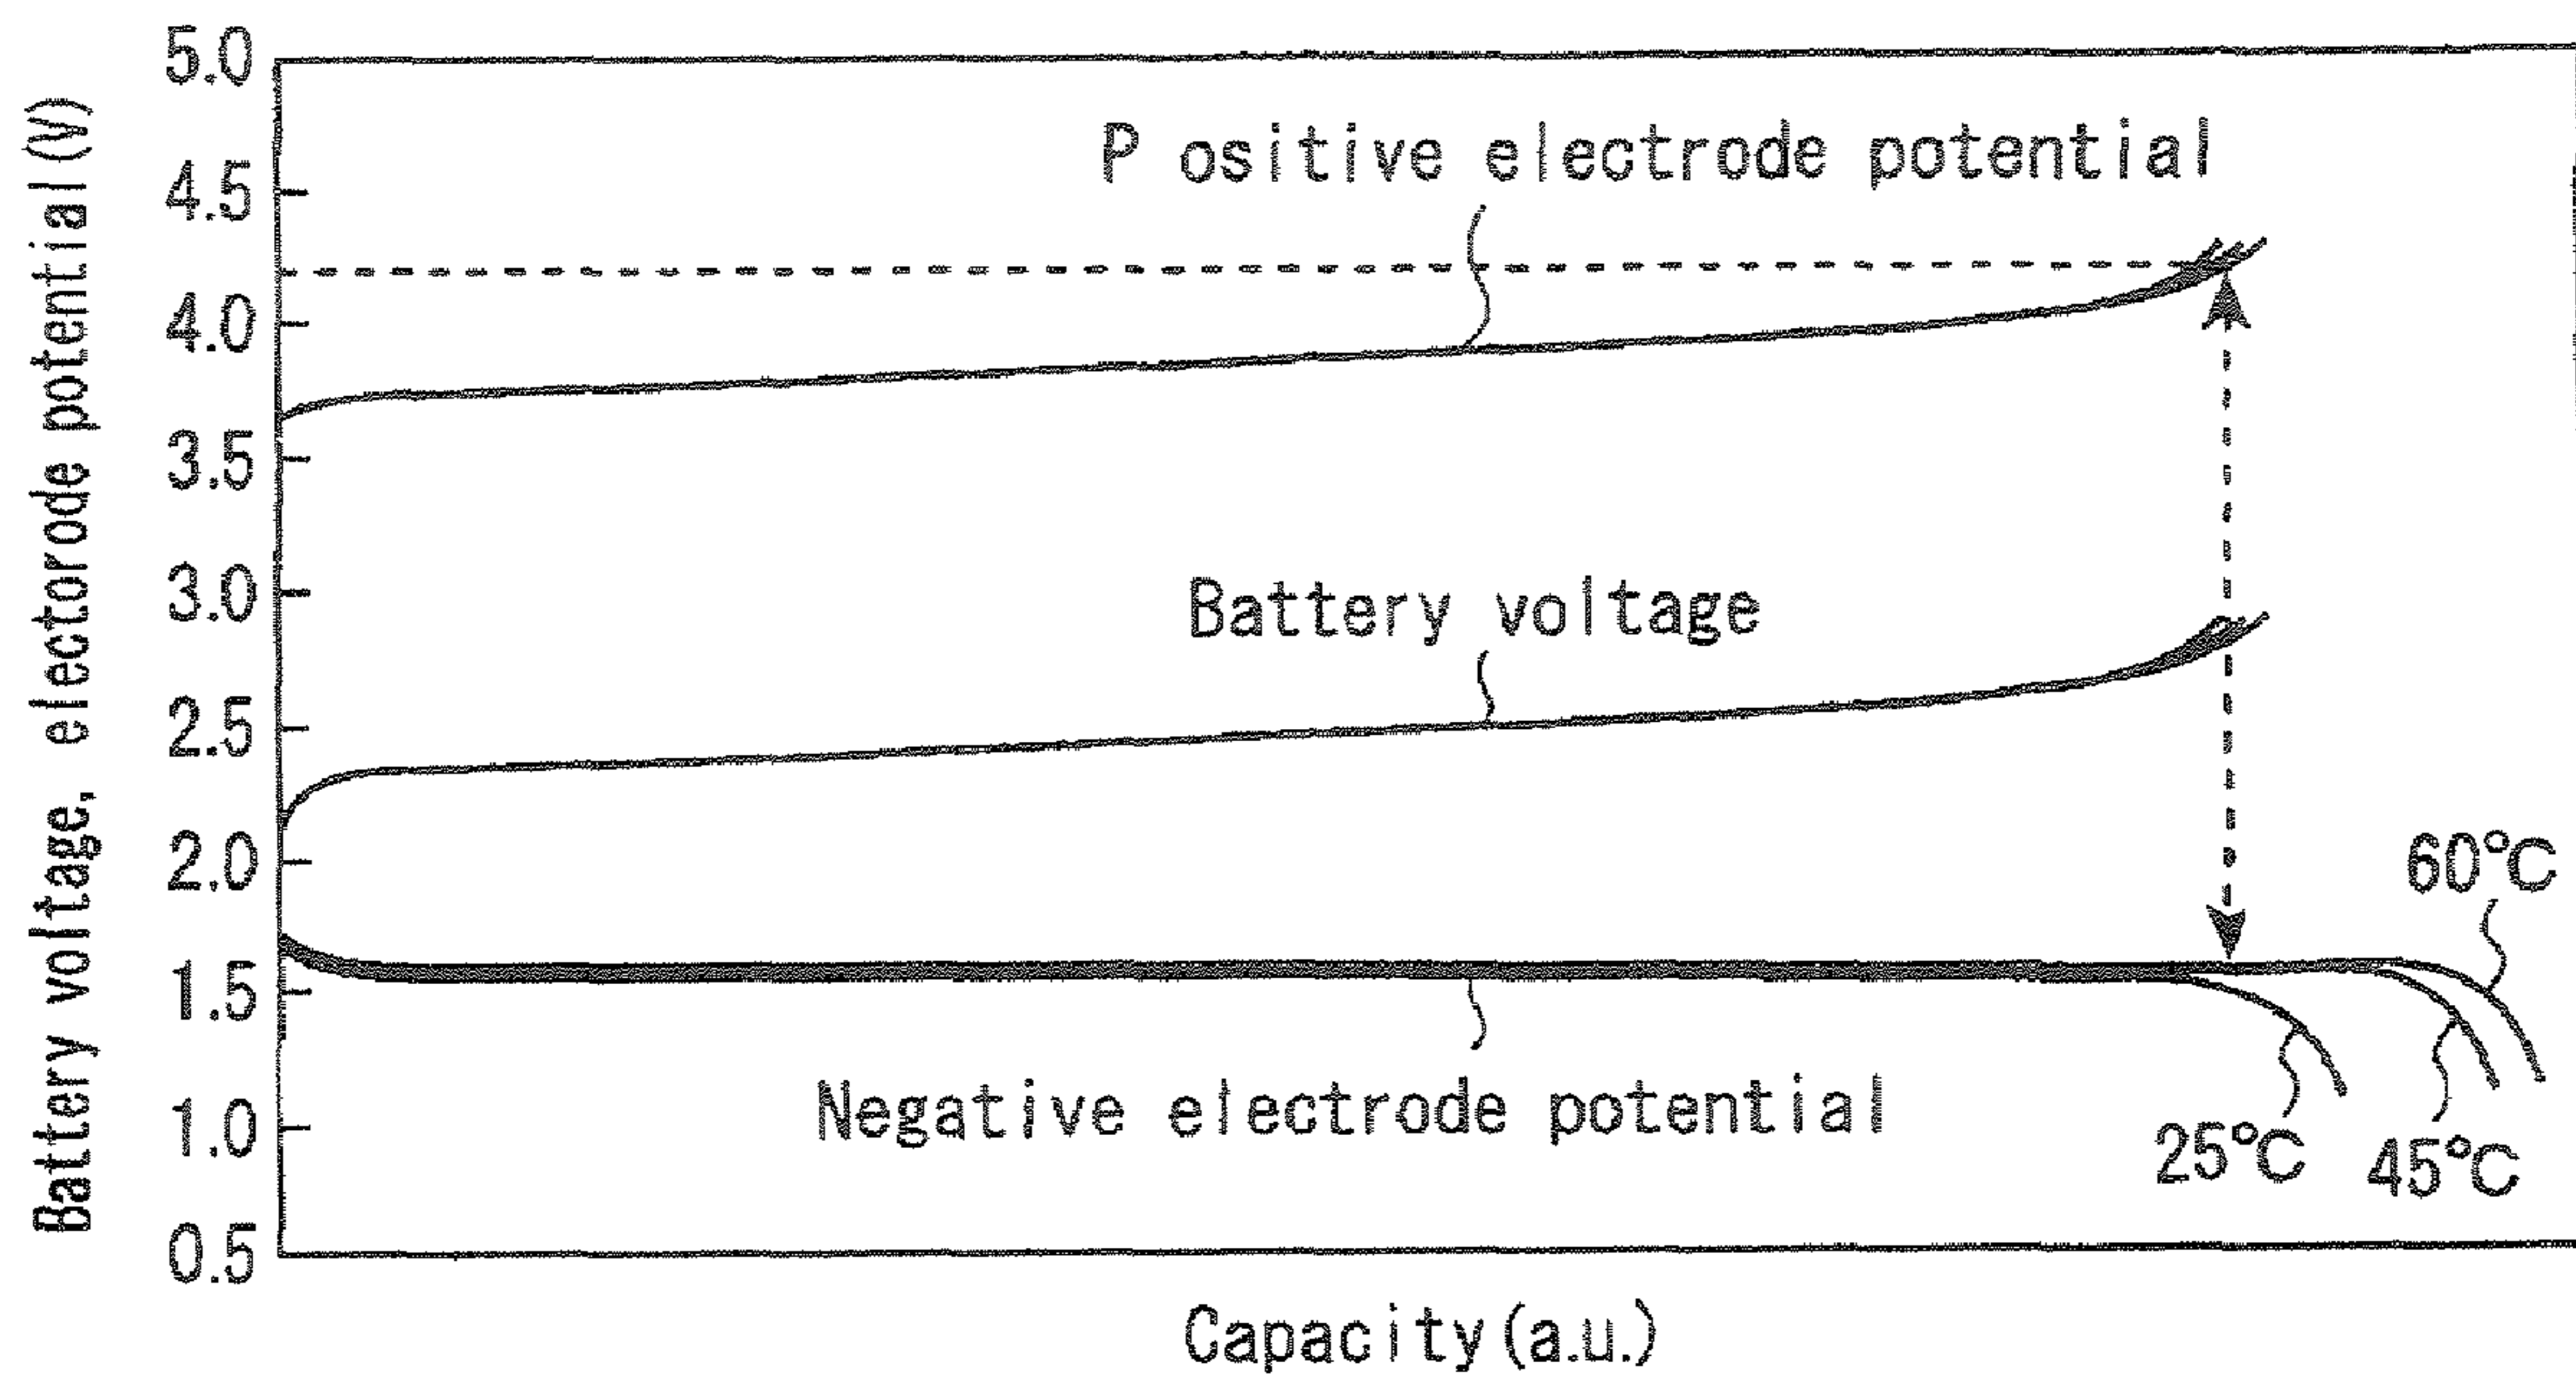 Battery voltage, electorode potential (V)
5.0
4.5
4.0
3.5
3.0
2.5
2.0
1.5
1.0
0.5
P ositive electrode potential
Battery voltage
Negative electrode potential
60°C
25°C
45°C
Capacity (a.u.)